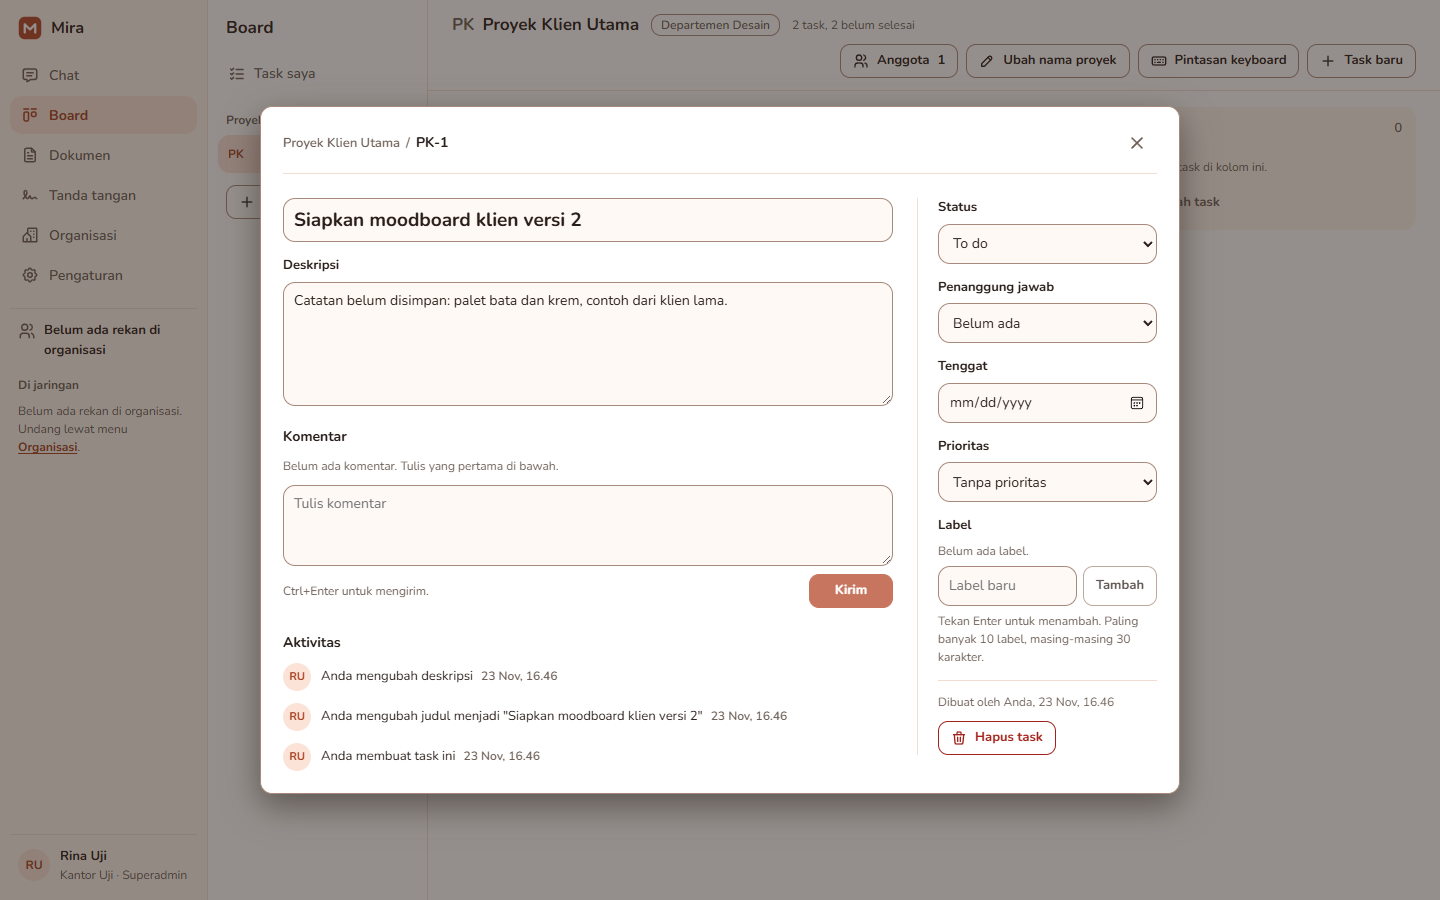 Mira
Chat
Board
Dokumen
Tanda tangan
Organisasi
Pengaturan
Belum ada rekan di
organisasi
Di jaringan
Belum ada rekan di organisasi.
Undang lewat menu
Organisasi.
RU
Rina Uji
Kantor Uji · Superadmin
Board
Task saya
PK
PK Proyek Klien Utama
Departemen Desain
2 task, 2 belum selesai
Anggota 1
Ubah nama proyek
Pintasan keyboard
Task baru
0
task di kolom ini.
task
Proyek Klien Utama / PK-1
Siapkan moodboard klien versi 2
Deskripsi
Catatan belum disimpan: palet bata dan krem, contoh dari klien lama.
Komentar
Belum ada komentar. Tulis yang pertama di bawah.
Tulis komentar
Ctrl+Enter untuk mengirim.
Kirim
Aktivitas
RU Anda mengubah deskripsi 23 Nov, 16.46
RU Anda mengubah judul menjadi "Siapkan moodboard klien versi 2" 23 Nov, 16.46
RU Anda membuat task ini 23 Nov, 16.46
Status
To do
Penanggung jawab
Belum ada
Tenggat
mm/dd/yyyy
Prioritas
Tanpa prioritas
Label
Belum ada label.
Label baru
Tambah
Tekan Enter untuk menambah. Paling
banyak 10 label, masing-masing 30
karakter.
Dibuat oleh Anda, 23 Nov, 16.46
Hapus task